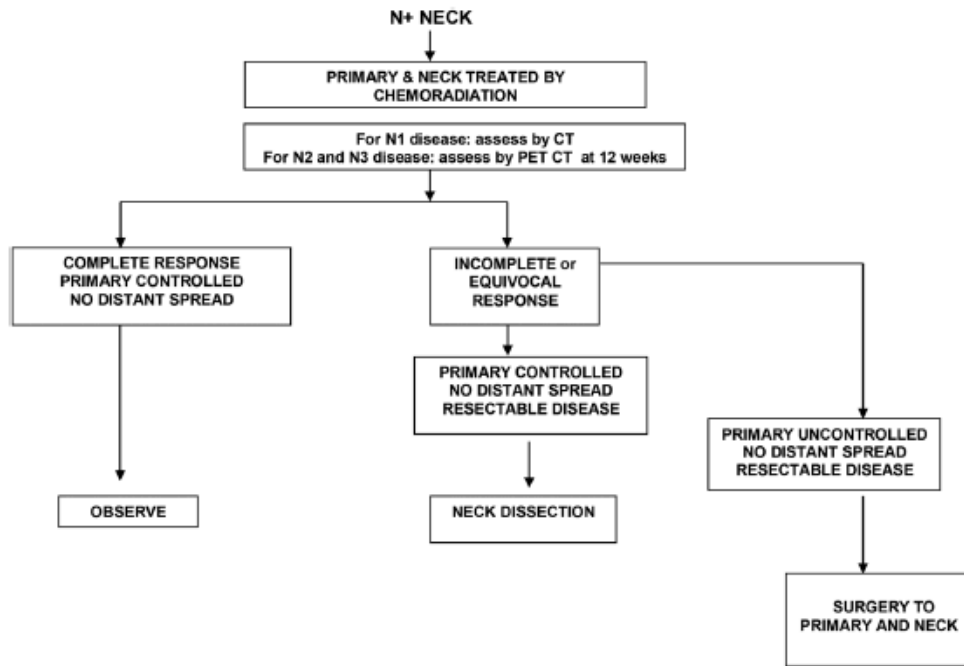 N+ NECK
PRIMARY & NECK TREATED BY
CHEMORADIATION
For N1 disease: assess by CT
For N2 and N3 disease: assess by PET CT at 12 weeks
COMPLETE RESPONSE
PRIMARY CONTROLLED
NO DISTANT SPREAD
INCOMPLETE or
EQUIVOCAL
RESPONSE
PRIMARY CONTROLLED
NO DISTANT SPREAD
RESECTABLE DISEASE
PRIMARY UNCONTROLLED
NO DISTANT SPREAD
RESECTABLE DISEASE
OBSERVE
NECK DISSECTION
SURGERY TO
PRIMARY AND NECK